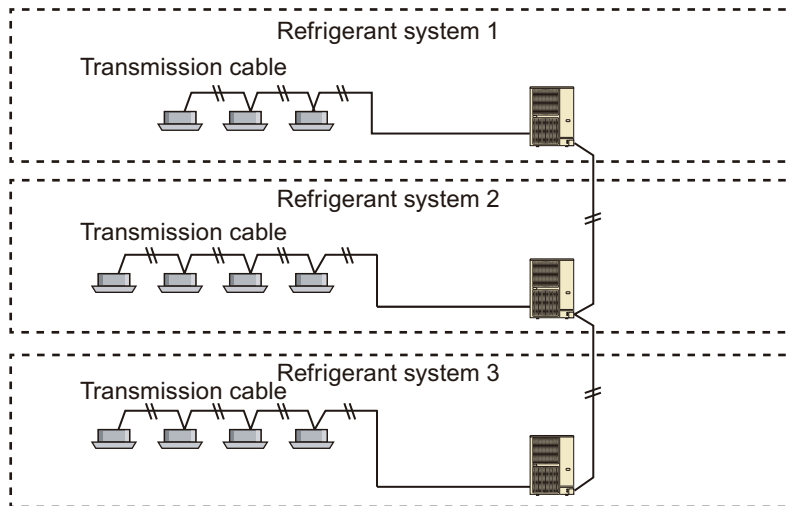 Refrigerant system 1
Transmission cable
Refrigerant system 2
Transmission cable
Refrigerant system 3
Transmission cable